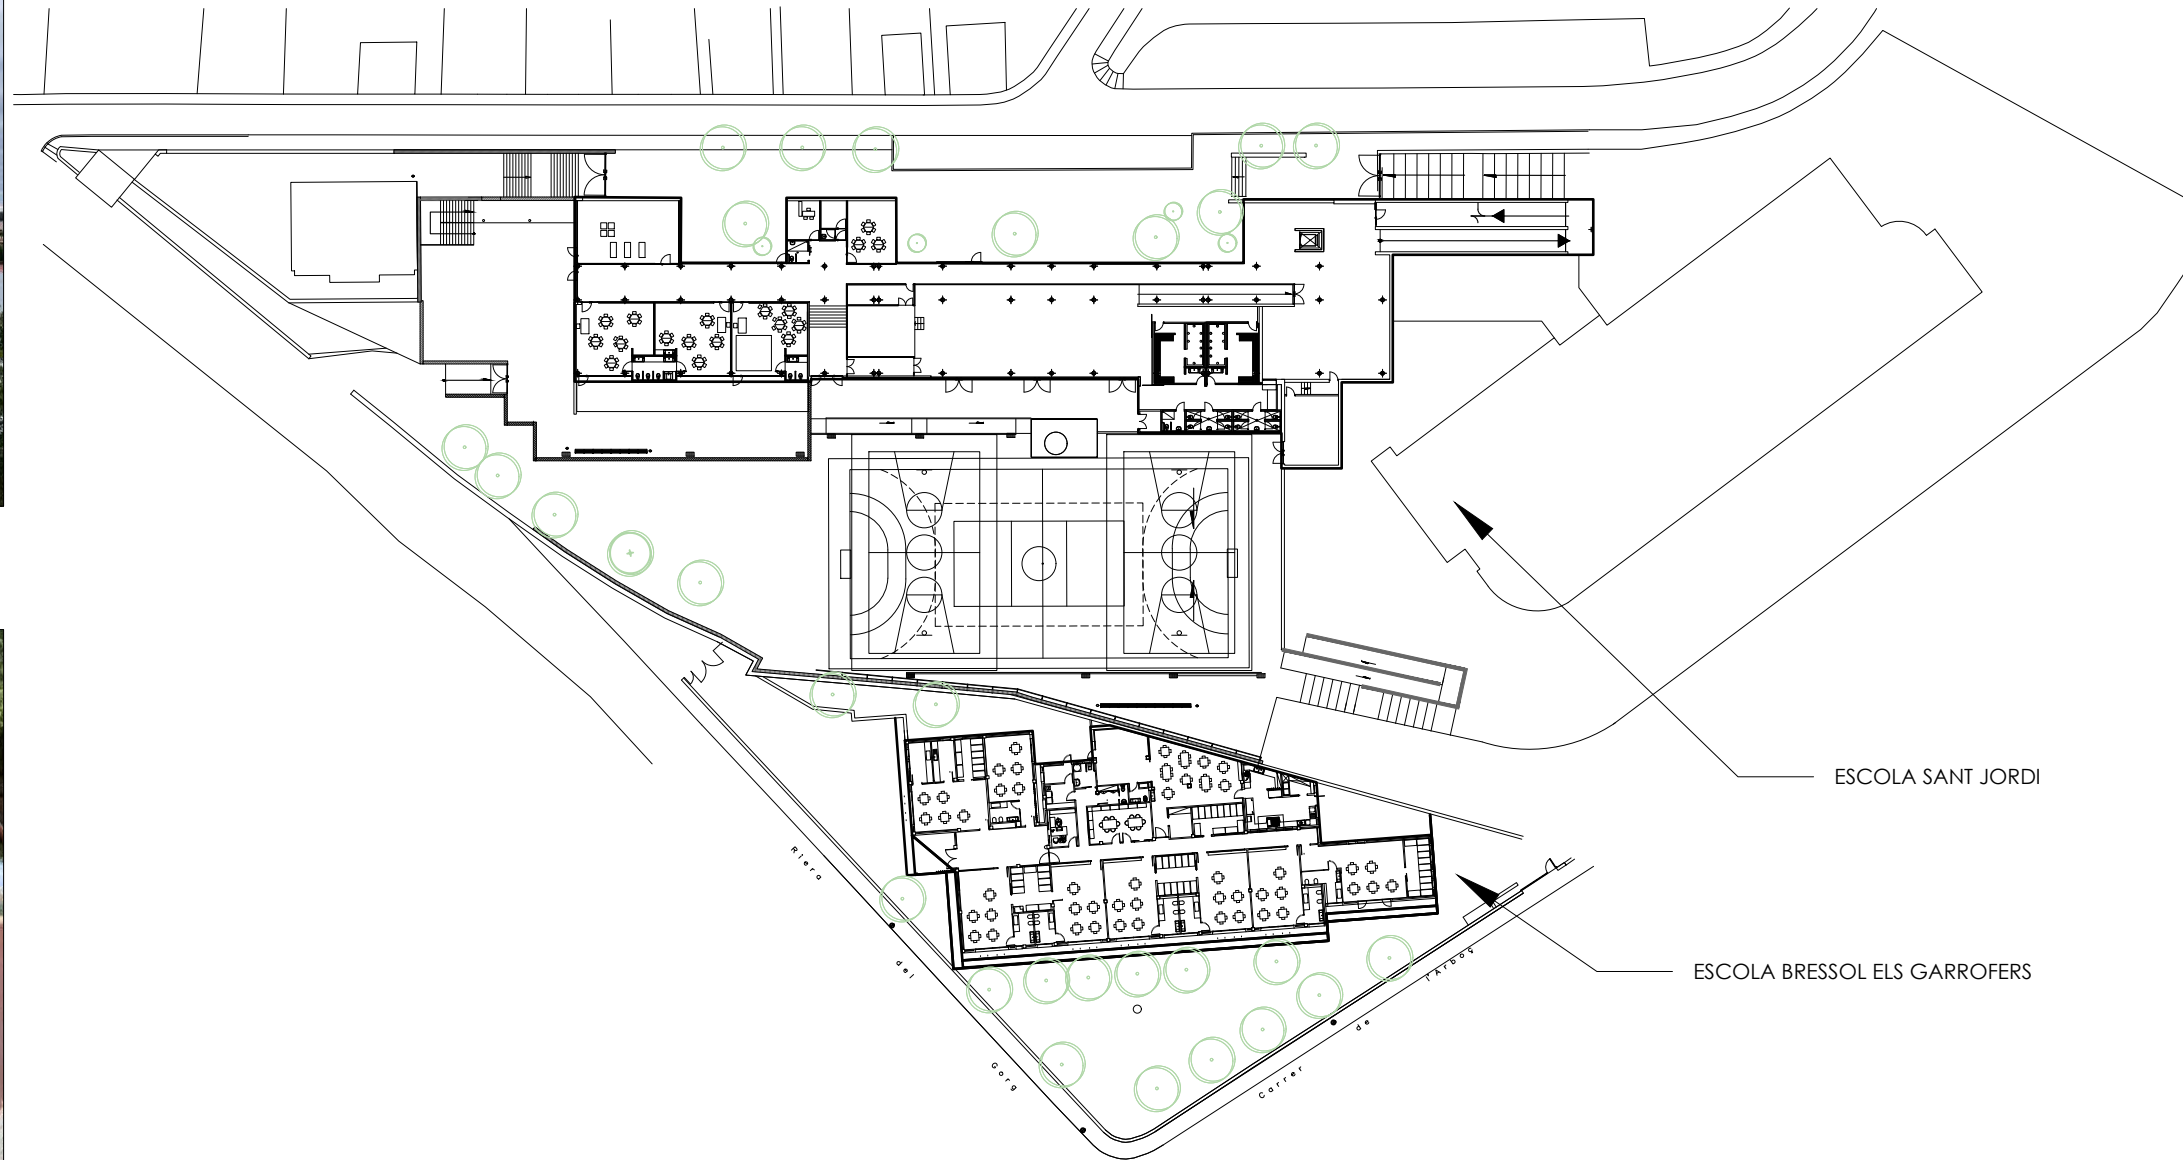 ESCOLA SANT JORDI
Riera
del
Gorg
ESCOLA BRESSOL ELS GARROFERS
Carrer
de
l'Arboç